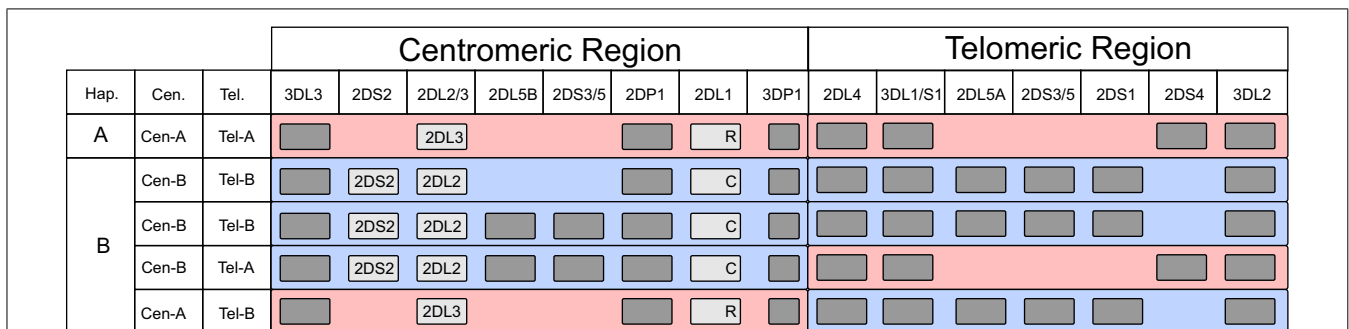 Centromeric Region Telomeric Region
Hap. Cen. Tel. 3DL3 2DS2 2DL2/3 2DL5B 2DS3/5 2DP1 2DL1 3DP1 2DL4 3DL1/S1 2DL5A 2DS3/5 2DS1 2DS4 3DL2
A Cen-A Tel-A 2DL3 R
Cen-B Tel-B 2DS2 2DL2 C
Cen-B Tel-B 2DS2 2DL2 C
B
Cen-B Tel-A 2DS2 2DL2 C
Cen-A Tel-B 2DL3 R